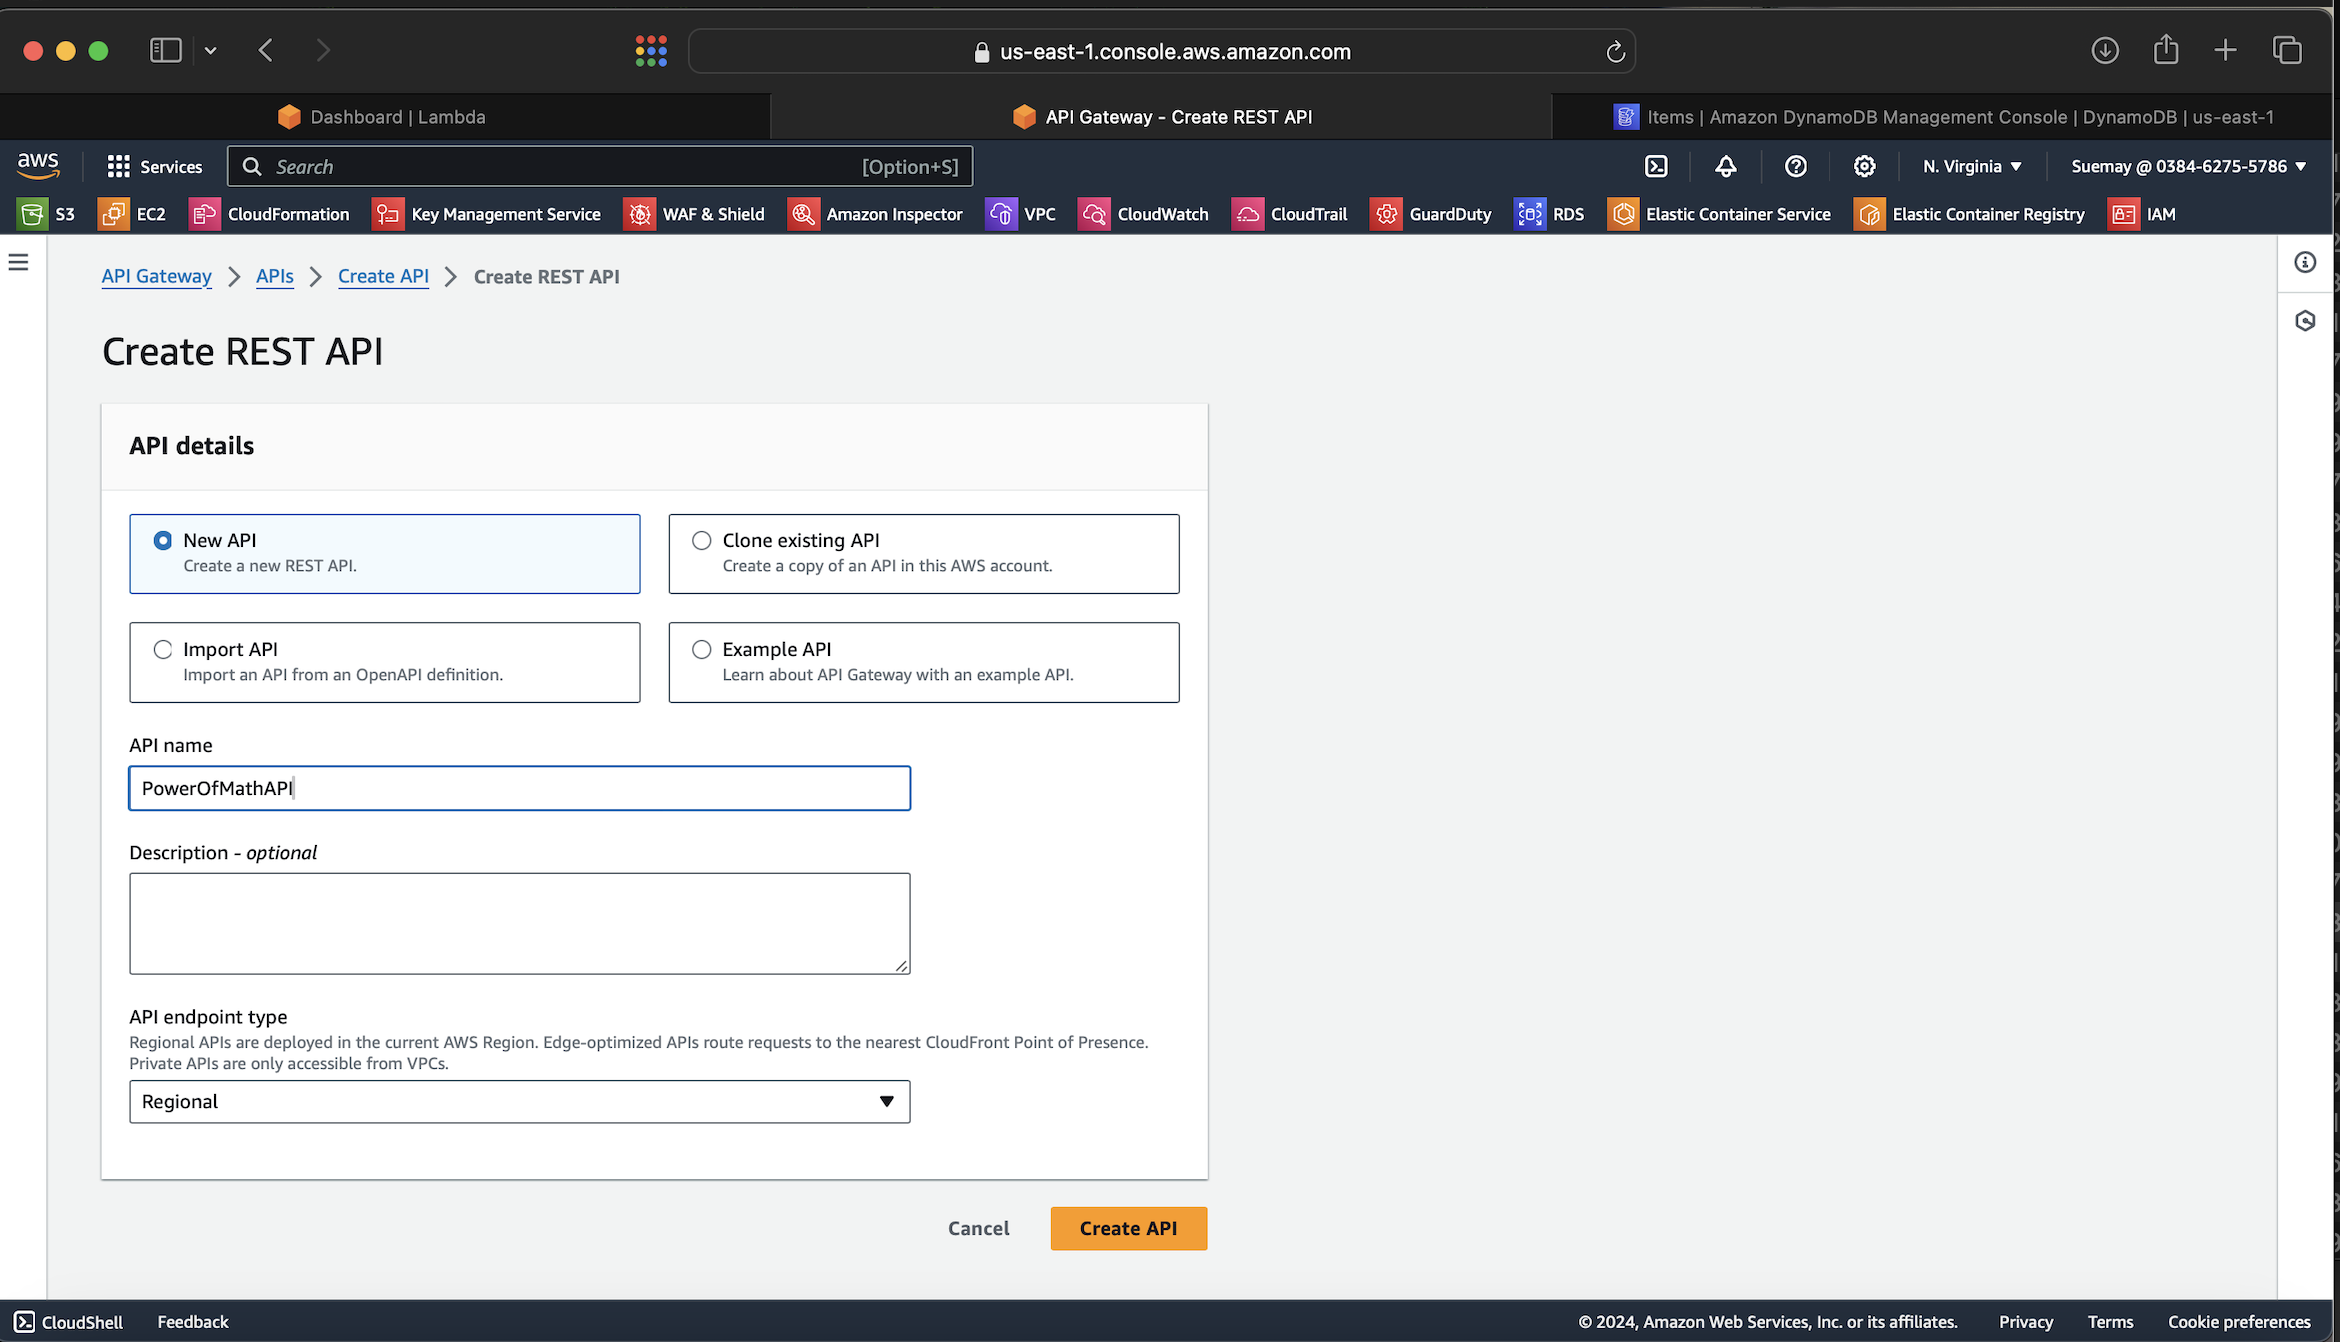 us-east-1.console.aws.amazon.com
Dashboard | Lambda
API Gateway - Create REST API
Items | Amazon DynamoDB Management Console | DynamoDB | us-east-1
aws
Services
Search
[Option+S]
N. Virginia
Suemay @ 0384-6275-5786
S3
EC2
CloudFormation
Key Management Service
WAF & Shield
Amazon Inspector
VPC
CloudWatch
CloudTrail
GuardDuty
RDS
Elastic Container Service
Elastic Container Registry
IAM
API Gateway
APIs
Create API
Create REST API
Create REST API
API details
New API
Create a new REST API.
Clone existing API
Create a copy of an API in this AWS account.
Import API
Import an API from an OpenAPI definition.
Example API
Learn about API Gateway with an example API.
API name
PowerOfMathAPI
Description - optional
API endpoint type
Regional APIs are deployed in the current AWS Region. Edge-optimized APIs route requests to the nearest CloudFront Point of Presence.
Private APIs are only accessible from VPCs.
Regional
Cancel
Create API
CloudShell
Feedback
© 2024, Amazon Web Services, Inc. or its affiliates.
Privacy
Terms
Cookie preferences